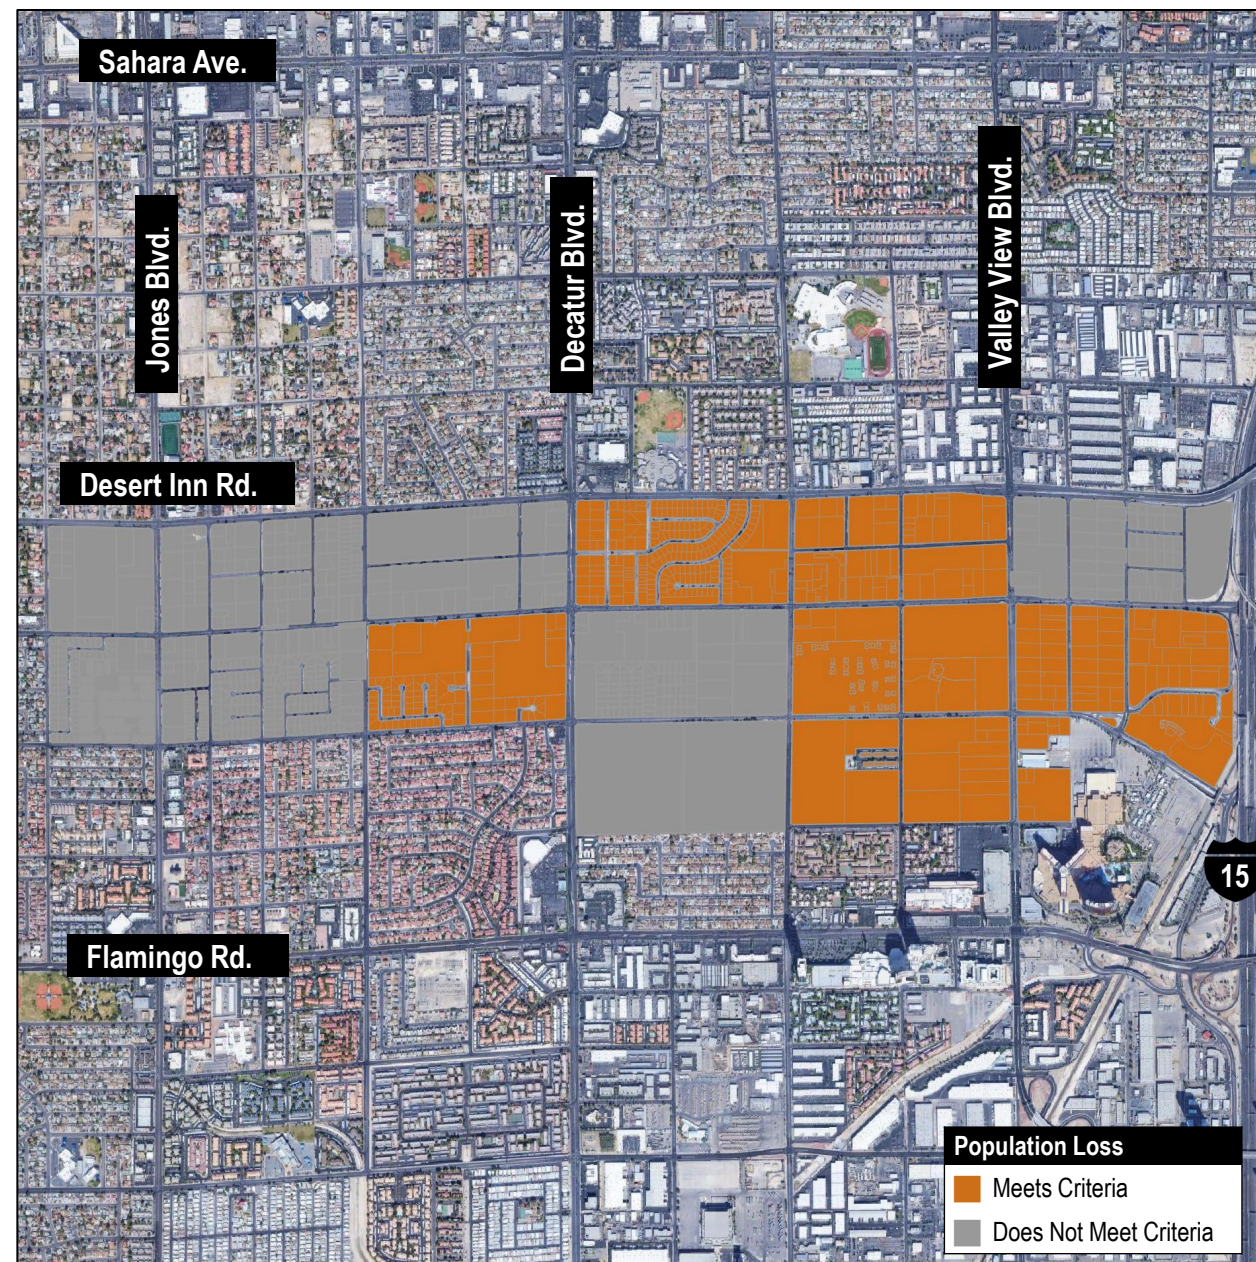 Sahara Ave.
Jones Blvd.
Decatur Blvd.
Valley View Blvd.
Desert Inn Rd.
15
Flamingo Rd.
Population Loss
Meets Criteria
Does Not Meet Criteria